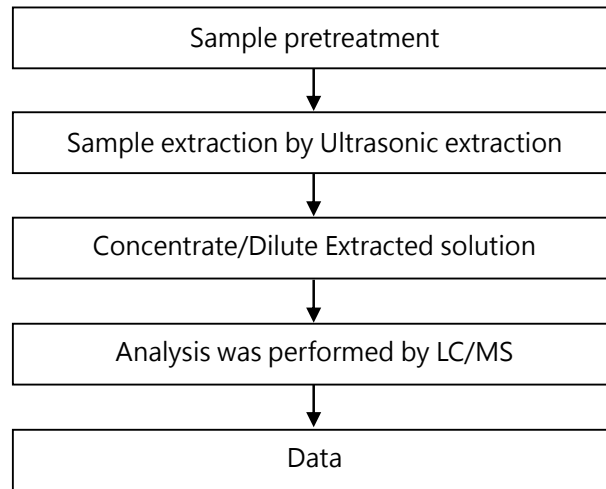 Sample pretreatment
Sample extraction by Ultrasonic extraction
Concentrate/Dilute Extracted solution
Analysis was performed by LC/MS
Data